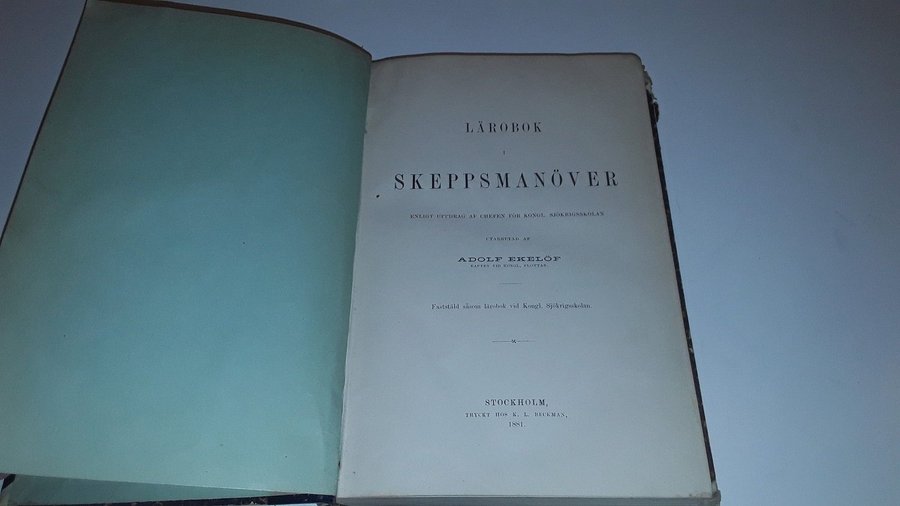 LÄROBOK
I
SKEPPSMANÖVER
ENLIGT UPPDRAG AF CHEFEN FÖR KONGL. SJÖKRIGSSKOLAN
UTARBETAD AF
ADOLF EKELÖF
KAPTEN VID KONGL. FLOTTAN.
Fastställd såsom lärobok vid Kongl. Sjökrigsskolan.
STOCKHOLM,
TRYCKT HOS K. L. BECKMAN,
1881.